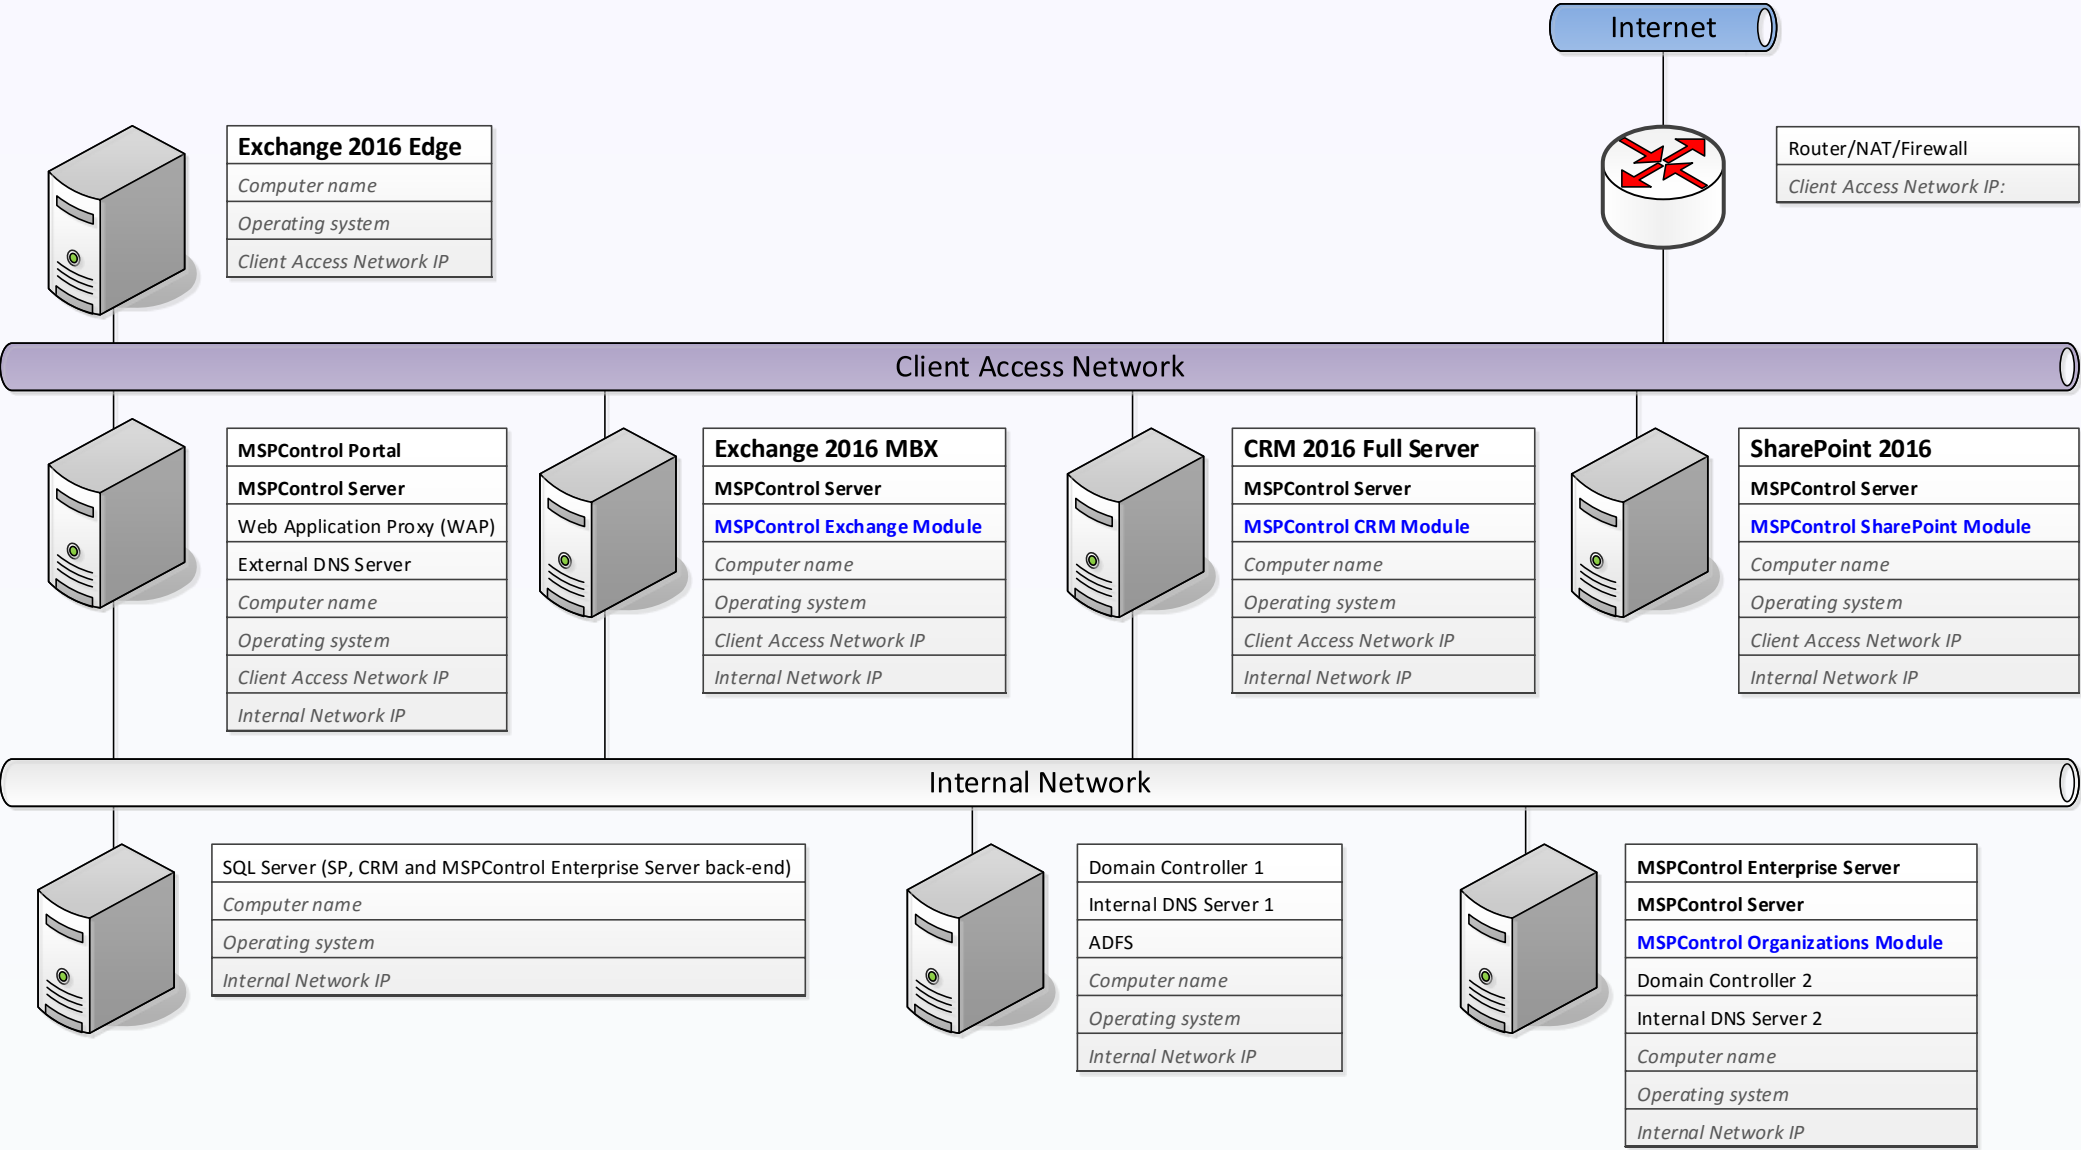 Internet
Exchange 2016 Edge
Computer name
Operating system
Client Access Network IP
Router/NAT/Firewall
Client Access Network IP:
Client Access Network
MSPControl Portal
MSPControl Server
Web Application Proxy (WAP)
External DNS Server
Computer name
Operating system
Client Access Network IP
Internal Network IP
Exchange 2016 MBX
MSPControl Server
MSPControl Exchange Module
Computer name
Operating system
Client Access Network IP
Internal Network IP
CRM 2016 Full Server
MSPControl Server
MSPControl CRM Module
Computer name
Operating system
Client Access Network IP
Internal Network IP
SharePoint 2016
MSPControl Server
MSPControl SharePoint Module
Computer name
Operating system
Client Access Network IP
Internal Network IP
Internal Network
SQL Server (SP, CRM and MSPControl Enterprise Server back-end)
Computer name
Operating system
Internal Network IP
Domain Controller 1
Internal DNS Server 1
ADFS
Computer name
Operating system
Internal Network IP
MSPControl Enterprise Server
MSPControl Server
MSPControl Organizations Module
Domain Controller 2
Internal DNS Server 2
Computer name
Operating system
Internal Network IP